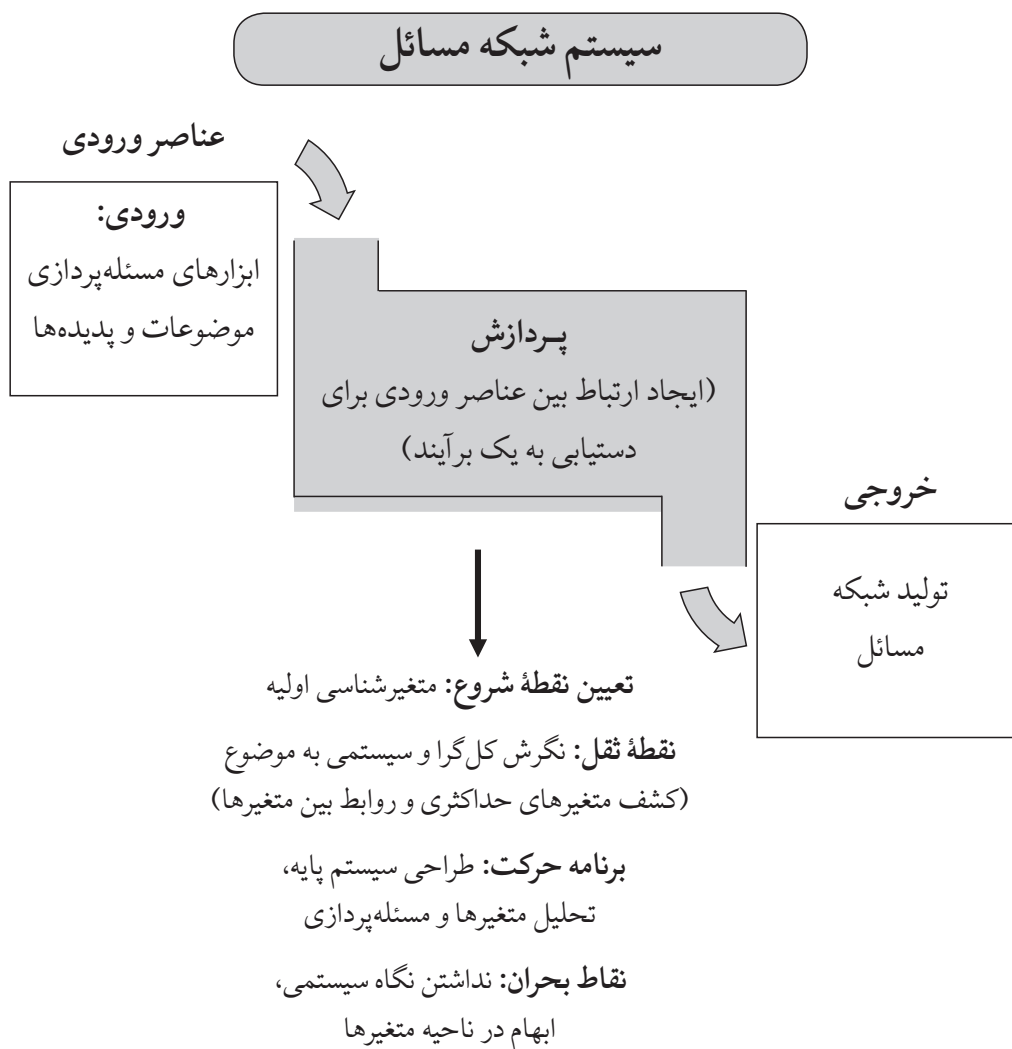 سیستم شبکه مسائل
عناصر ورودی
ورودی:
ابزارهای مسئله‌پردازی
موضوعات و پدیده‌ها
پـردازش
(ایجاد ارتباط بین عناصر ورودی برای
دستیابی به یک برآیند)
خروجی
تولید شبکه
مسائل
تعیین نقطهٔ شروع: متغیرشناسی اولیه
نقطهٔ ثقل: نگرش کل‌گرا و سیستمی به موضوع
(کشف متغیرهای حداکثری و روابط بین متغیرها)
برنامه حرکت: طراحی سیستم پایه،
تحلیل متغیرها و مسئله‌پردازی
نقاط بحران: نداشتن نگاه سیستمی،
ابهام در ناحیه متغیرها